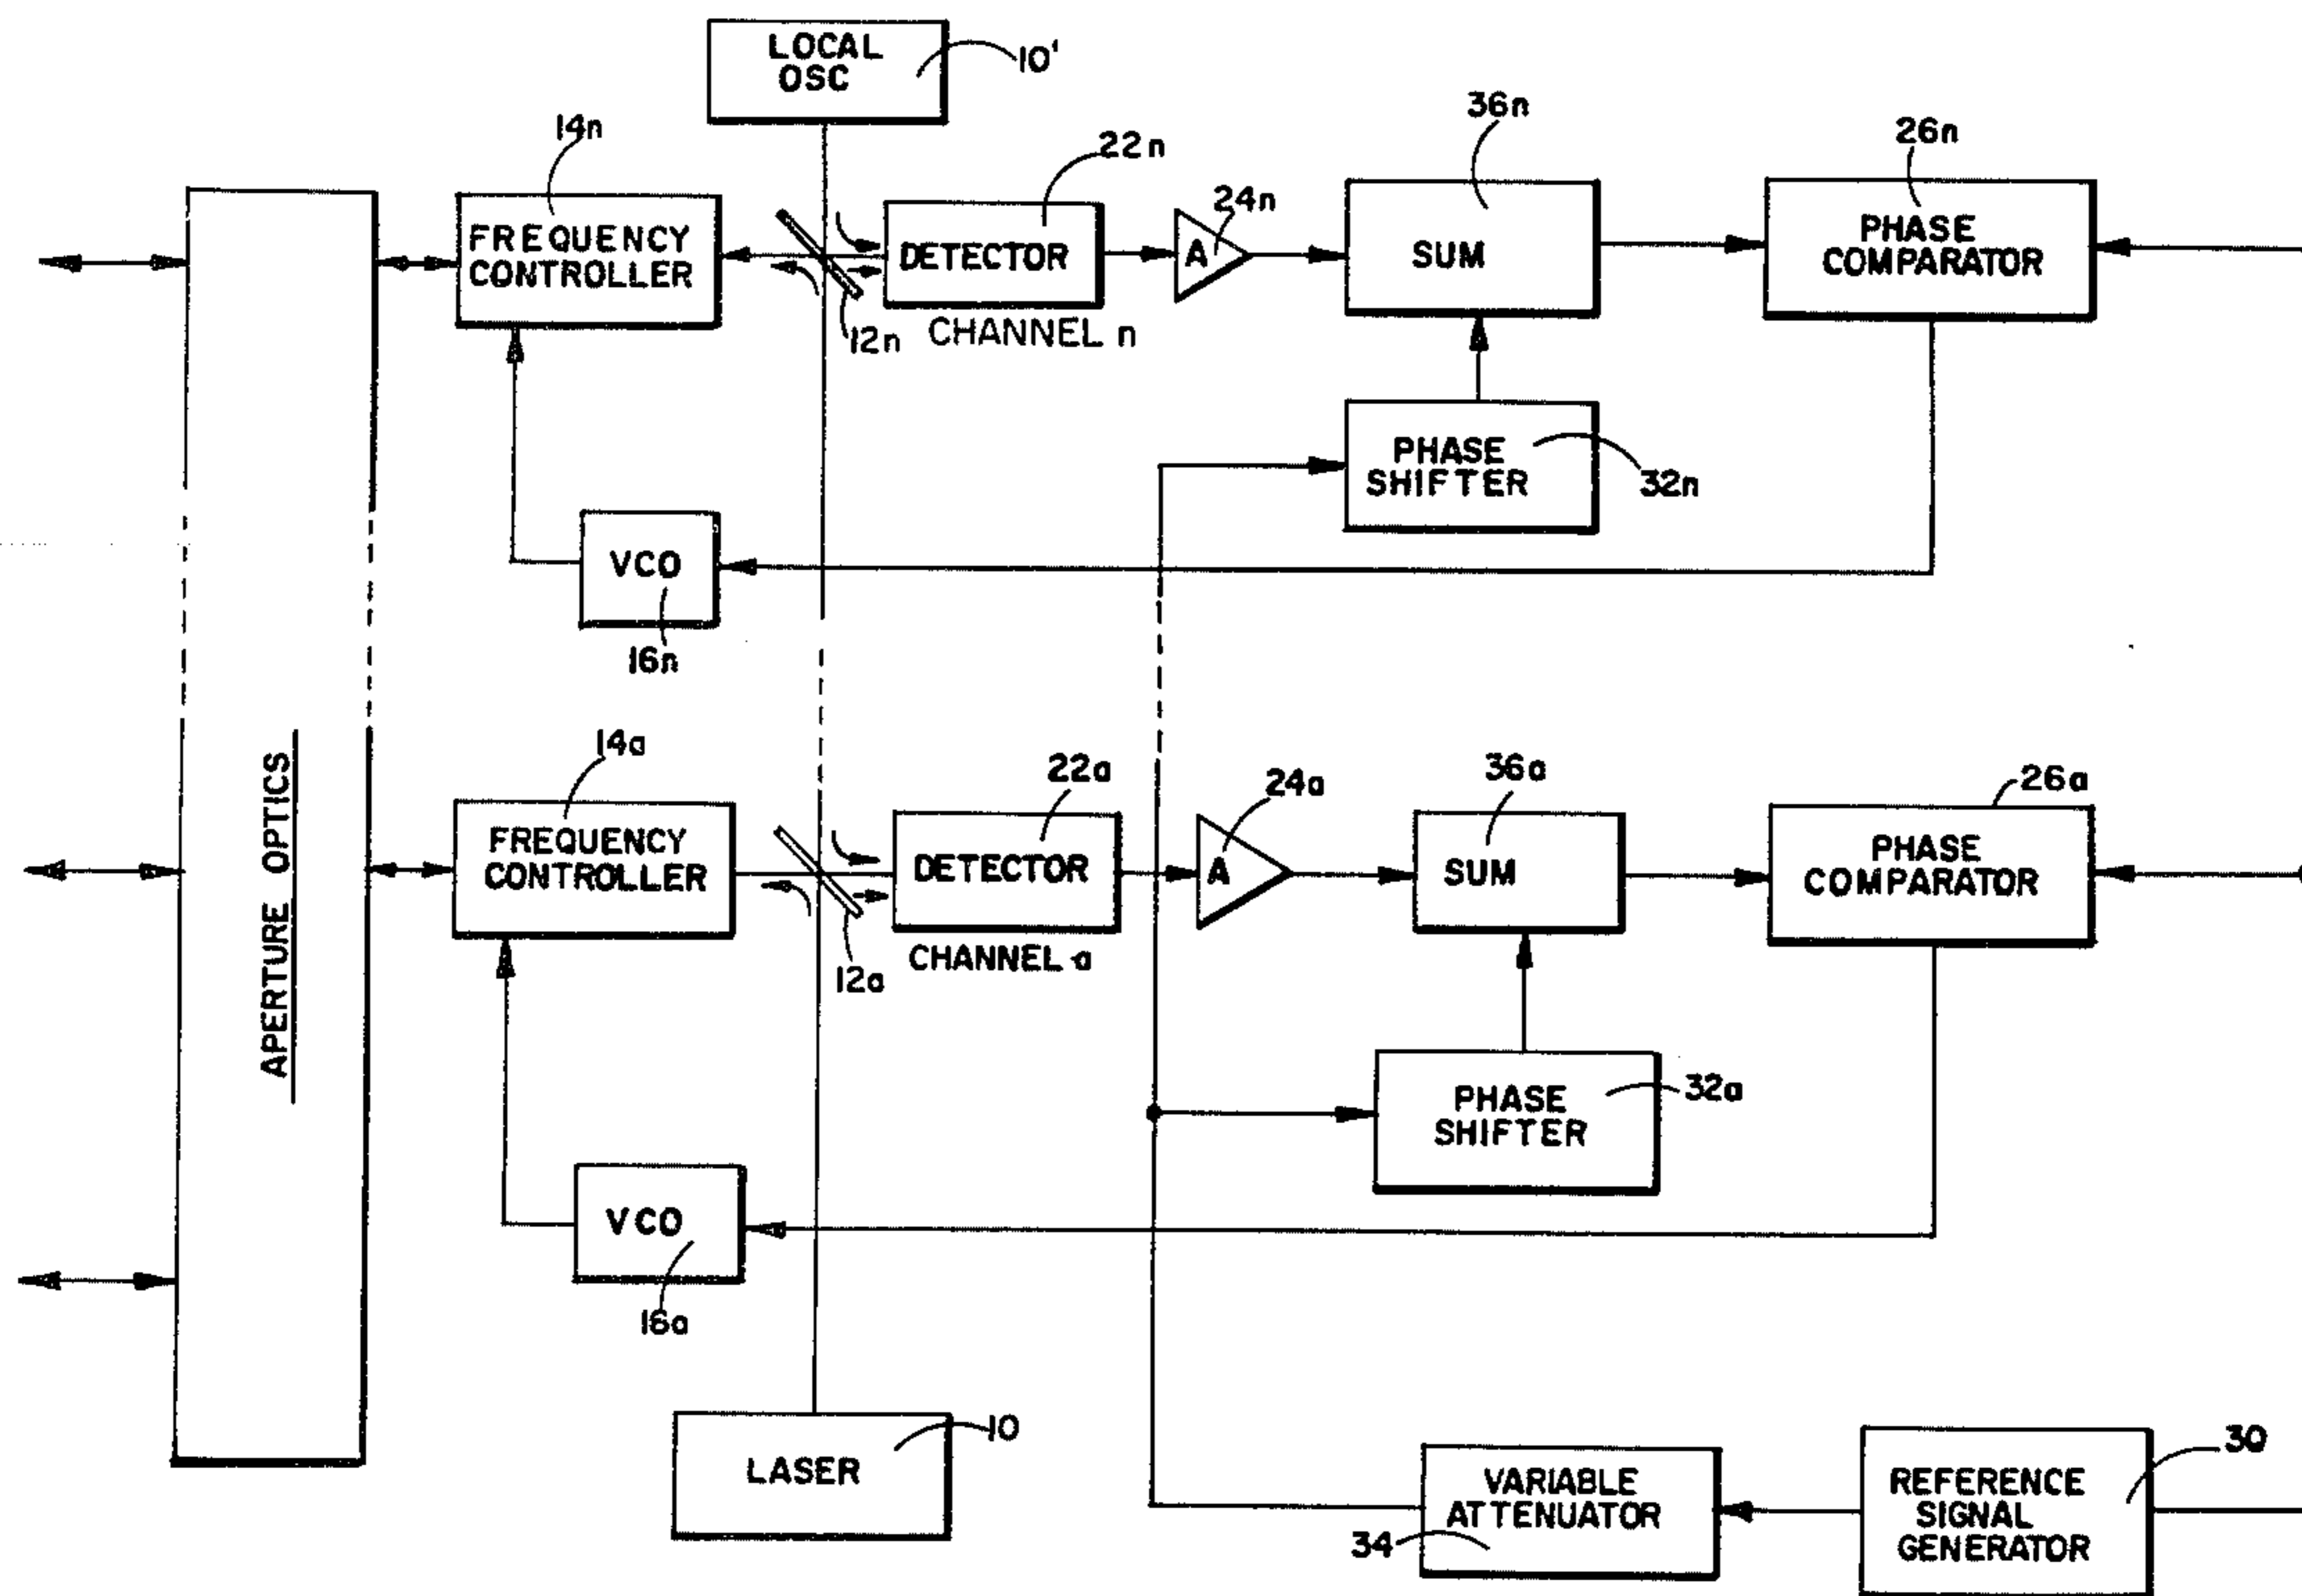 LOCAL
OSC
10'
14n
22n
24n
36n
26n
FREQUENCY
CONTROLLER
DETECTOR
A
SUM
PHASE
COMPARATOR
12n
CHANNEL n
PHASE
SHIFTER
32n
VCO
16n
APERTURE OPTICS
14a
22a
24a
36a
26a
FREQUENCY
CONTROLLER
DETECTOR
A
SUM
PHASE
COMPARATOR
12a
CHANNEL a
PHASE
SHIFTER
32a
VCO
16a
LASER
10
VARIABLE
ATTENUATOR
34
REFERENCE
SIGNAL
GENERATOR
30